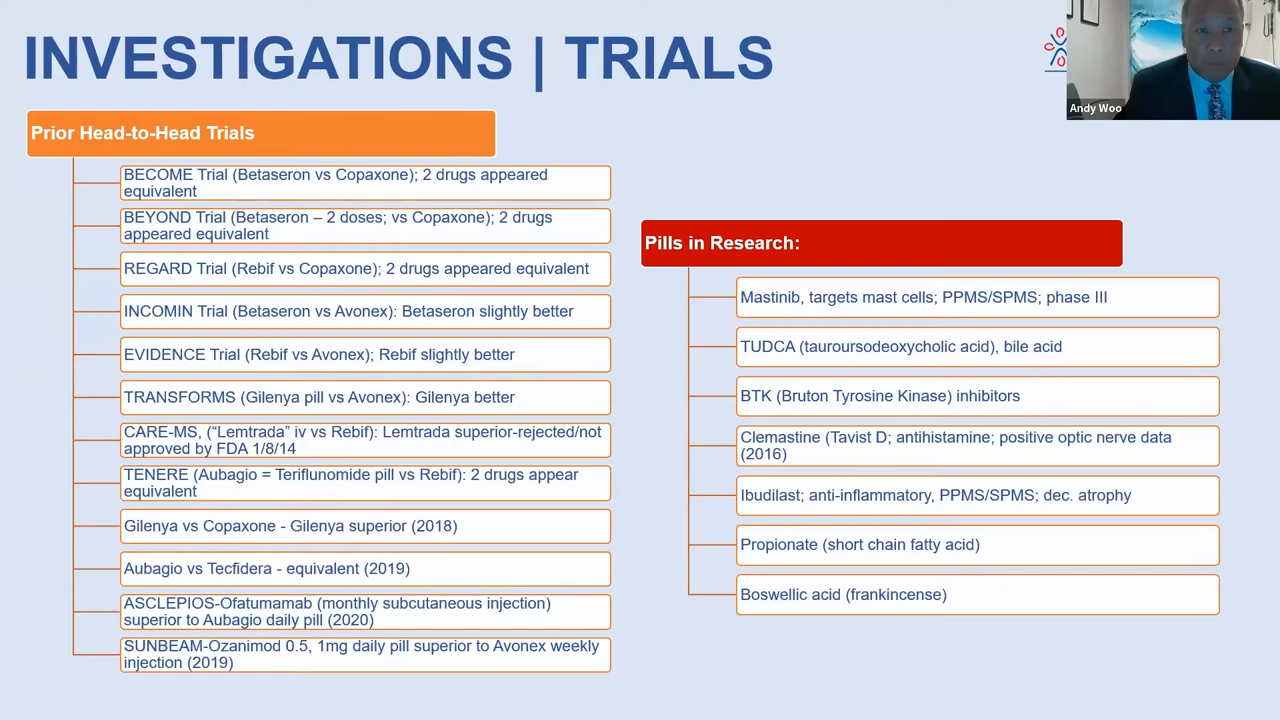 INVESTIGATIONS | TRIALS
Andy Woo
Prior Head-to-Head Trials
BECOME Trial (Betaseron vs Copaxone); 2 drugs appeared
equivalent
BEYOND Trial (Betaseron – 2 doses; vs Copaxone); 2 drugs
appeared equivalent
REGARD Trial (Rebif vs Copaxone); 2 drugs appeared equivalent
INCOMIN Trial (Betaseron vs Avonex): Betaseron slightly better
EVIDENCE Trial (Rebif vs Avonex); Rebif slightly better
TRANSFORMS (Gilenya pill vs Avonex): Gilenya better
CARE-MS, (“Lemtrada” iv vs Rebif): Lemtrada superior-rejected/not
approved by FDA 1/8/14
TENERE (Aubagio = Teriflunomide pill vs Rebif): 2 drugs appear
equivalent
Gilenya vs Copaxone - Gilenya superior (2018)
Aubagio vs Tecfidera - equivalent (2019)
ASCLEPIOS-Ofatumamab (monthly subcutaneous injection)
superior to Aubagio daily pill (2020)
SUNBEAM-Ozanimod 0.5, 1mg daily pill superior to Avonex weekly
injection (2019)
Pills in Research:
Mastinib, targets mast cells; PPMS/SPMS; phase III
TUDCA (tauroursodeoxycholic acid), bile acid
BTK (Bruton Tyrosine Kinase) inhibitors
Clemastine (Tavist D; antihistamine; positive optic nerve data
(2016)
Ibudilast; anti-inflammatory, PPMS/SPMS; dec. atrophy
Propionate (short chain fatty acid)
Boswellic acid (frankincense)